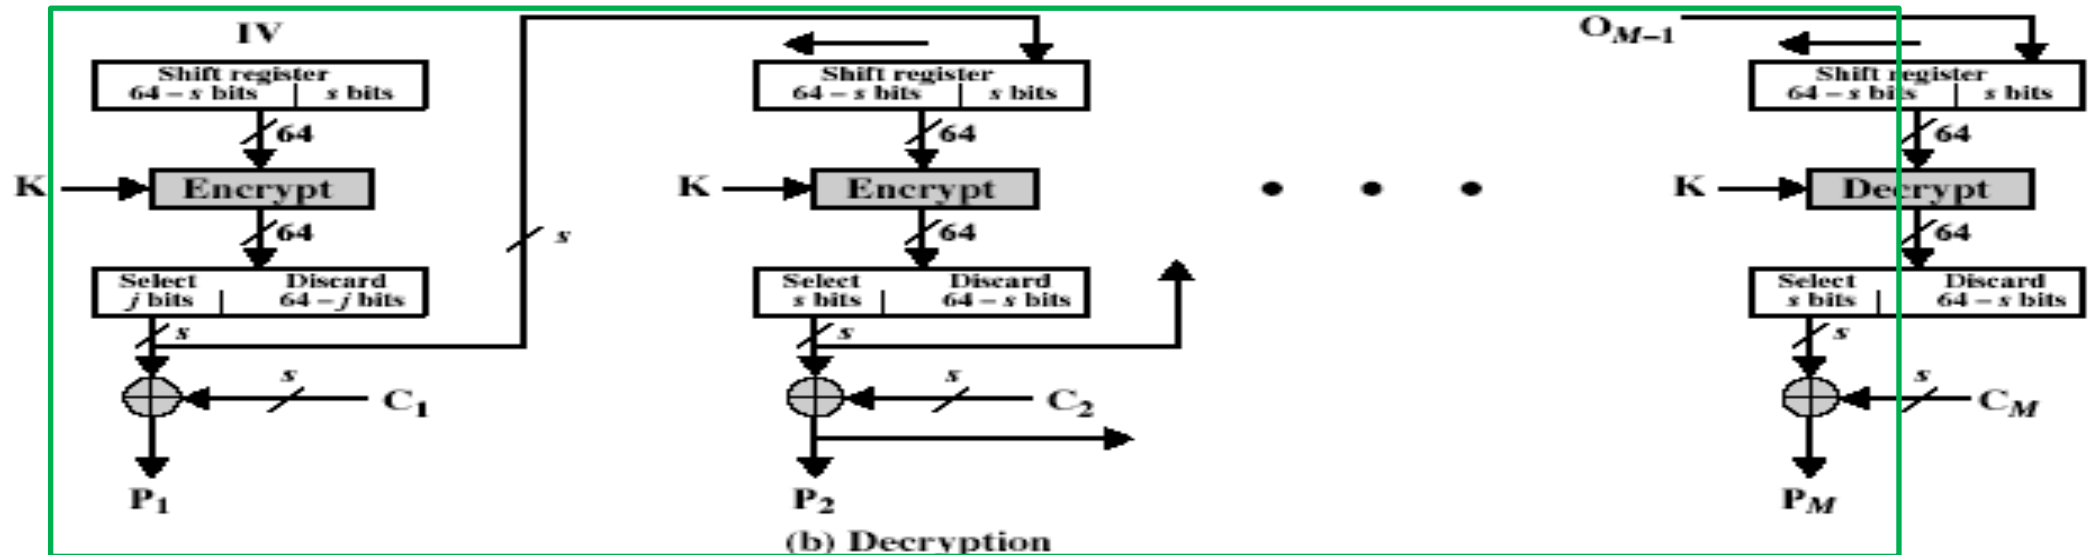 IV
Shift register
64 – s bits | s bits
64
K
Encrypt
64
Select Discard
j bits | 64 – j bits
s
s
C1
P1
s
Shift register
64 – s bits | s bits
64
K
Encrypt
64
Select Discard
s bits | 64 – s bits
s
s
C2
P2
• • •
OM–1
Shift register
64 – s bits | s bits
64
K
Decrypt
64
Select Discard
s bits | 64 – s bits
s
s
CM
PM
(b) Decryption